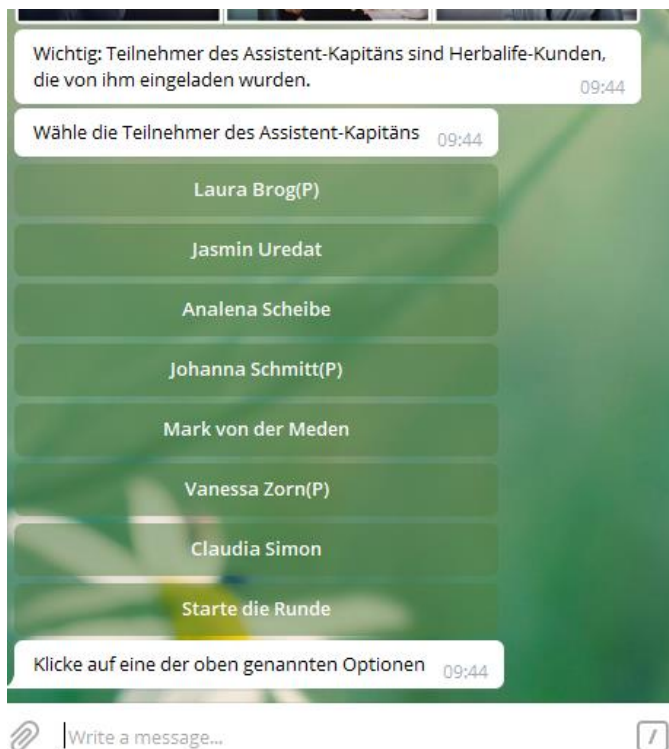 Wichtig: Teilnehmer des Assistent-Kapitäns sind Herbalife-Kunden,
die von ihm eingeladen wurden.
09:44
Wähle die Teilnehmer des Assistent-Kapitäns 09:44
Laura Brog(P)
Jasmin Uredat
Analena Scheibe
Johanna Schmitt(P)
Mark von der Meden
Vanessa Zorn(P)
Claudia Simon
Starte die Runde
Klicke auf eine der oben genannten Optionen 09:44
Write a message...
/